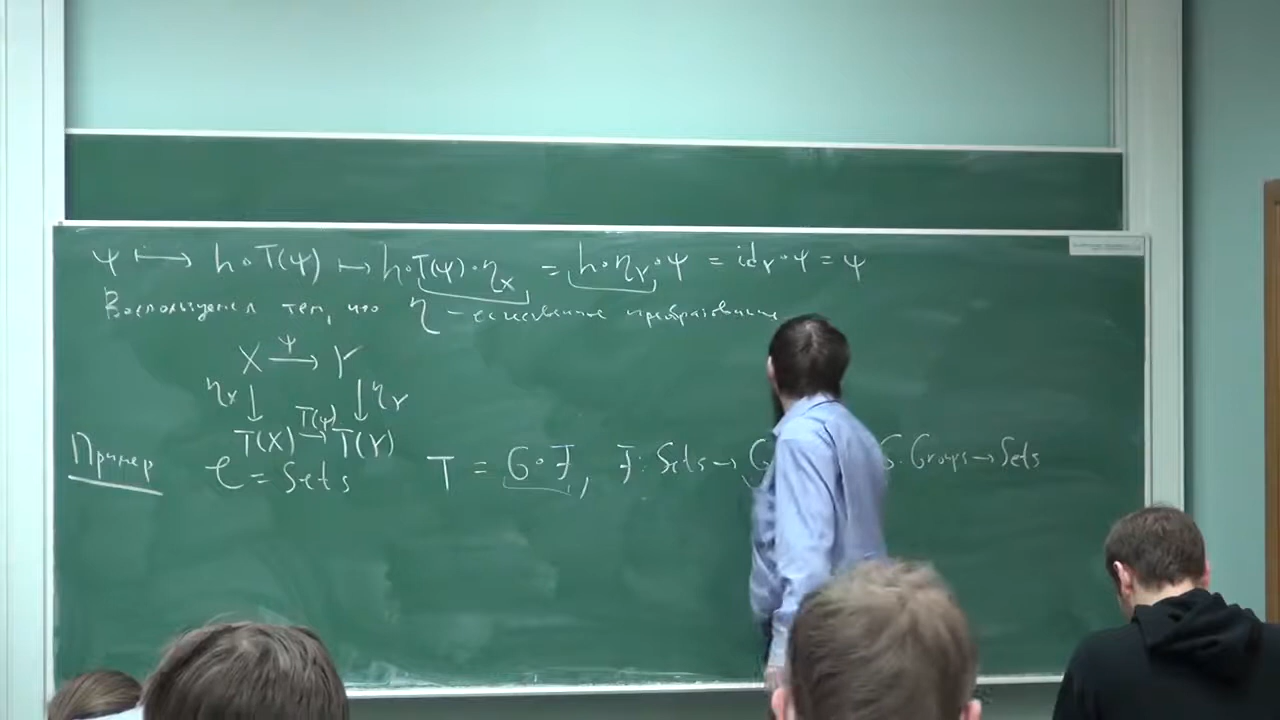 ψ ⟼ h∘T(ψ) ⟼ h∘T(ψ)∘η_X = h∘η_Y∘ψ = id_Y∘ψ = ψ
Воспользуемся тем, что η – естественное преобразование
X ψ→ Y
η_X ↓ ↓ η_Y
T(X) T(ψ)→ T(Y)
Пример C = Sets T = G∘F, F: Sets → G G: Groups → Sets